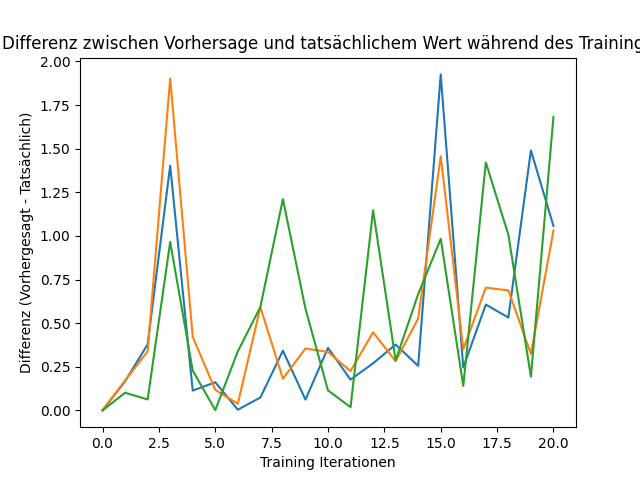 Differenz zwischen Vorhersage und tatsächlichem Wert während des Training
2.00
1.75
1.50
1.25
1.00
0.75
0.50
0.25
0.00
Differenz (Vorhergesagt - Tatsächlich)
0.0 2.5 5.0 7.5 10.0 12.5 15.0 17.5 20.0
Training Iterationen